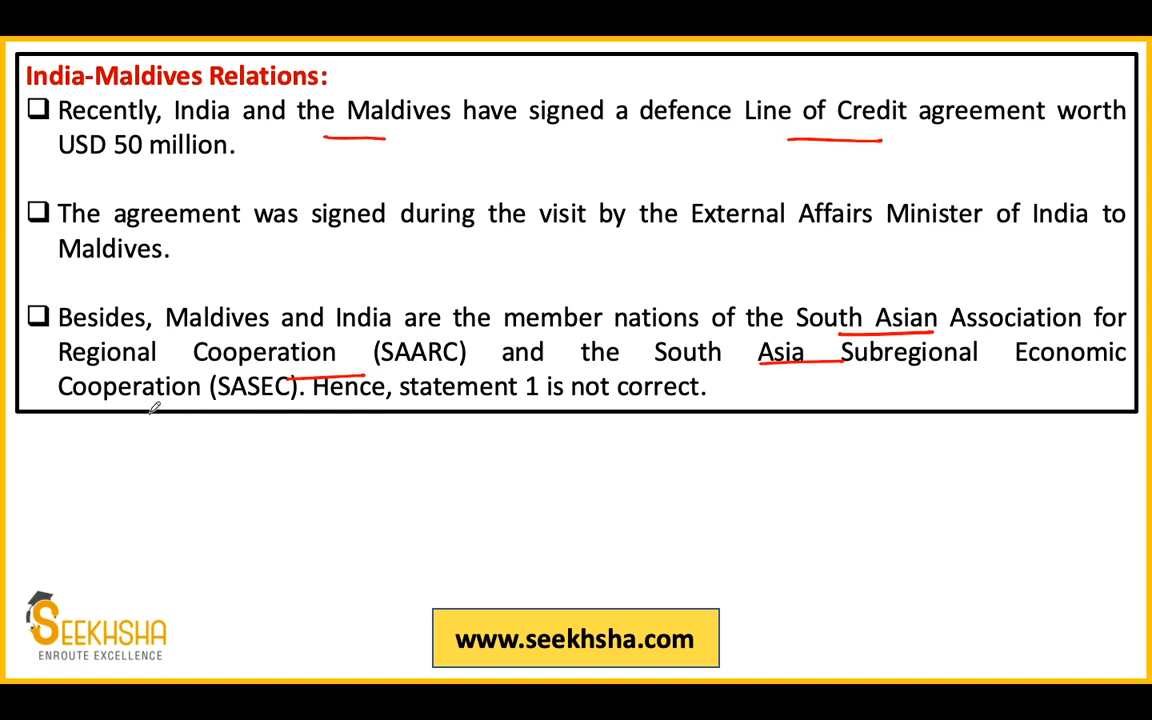 India-Maldives Relations:
❑ Recently, India and the Maldives have signed a defence Line of Credit agreement worth
USD 50 million.
❑ The agreement was signed during the visit by the External Affairs Minister of India to
Maldives.
❑ Besides, Maldives and India are the member nations of the South Asian Association for
Regional Cooperation (SAARC) and the South Asia Subregional Economic
Cooperation (SASEC). Hence, statement 1 is not correct.
SEEKHSHA
ENROUTE EXCELLENCE
www.seekhsha.com